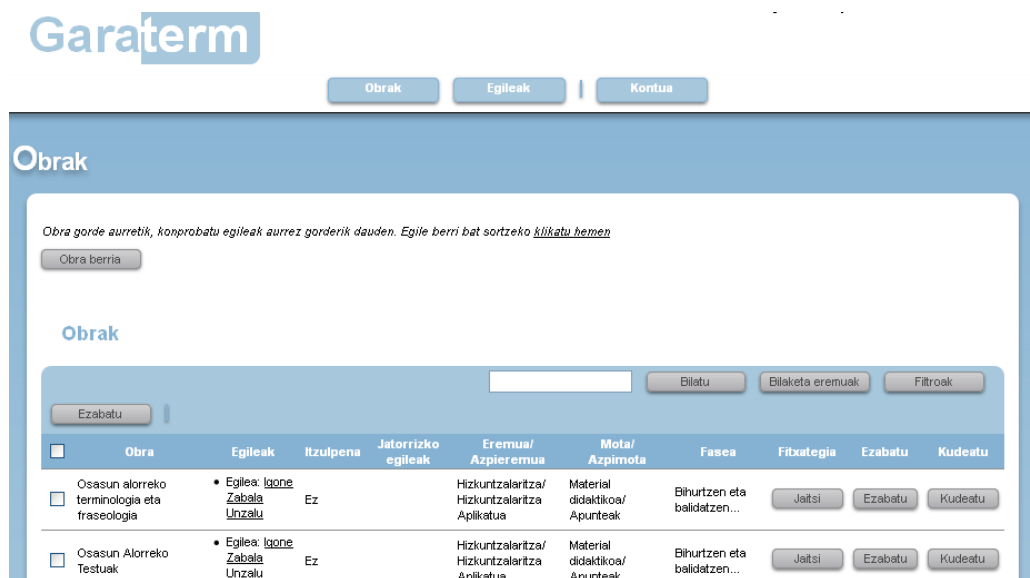 Garaterm
Obrak Egileak | Kontua
Obrak
Obra gorde aurretik, konprobatu egileak aurrez gorderik dauden. Egile berri bat sortzeko klikatu hemen
Obra berria
Obrak
Bilatu Bilaketa eremuak Filtroak
Ezabatu |
Obra Egileak Itzulpena Jatorrizko egileak Eremua/ Azpieremua Mota/ Azpimota Fasea Fitxategia Ezabatu Kudeatu
Osasun alorreko terminologia eta fraseologia • Egilea: Igone Zabala Unzalu Ez Hizkuntzalaritza/ Hizkuntzalaritza Aplikatua Material didaktikoa/ Apunteak Bihurtzen eta balidatzen... Jaitsi Ezabatu Kudeatu
Osasun Alorreko Testuak • Egilea: Igone Zabala Unzalu Ez Hizkuntzalaritza/ Hizkuntzalaritza Aplikatua Material didaktikoa/ Apunteak Bihurtzen eta balidatzen... Jaitsi Ezabatu Kudeatu